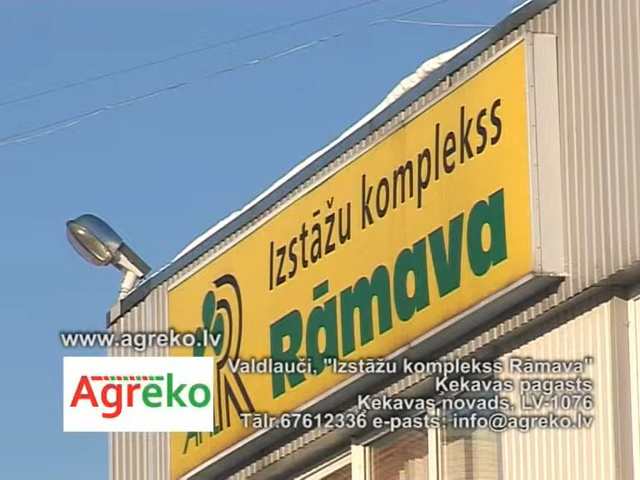 Izstāžu komplekss
Rāmava
www.agreko.lv
Agrēko
Valdlauči, "Izstāžu komplekss Rāmava"
Ķekavas pagasts
Ķekavas novads, LV-1076
Tālr.67612336 e-pasts: info@agreko.lv